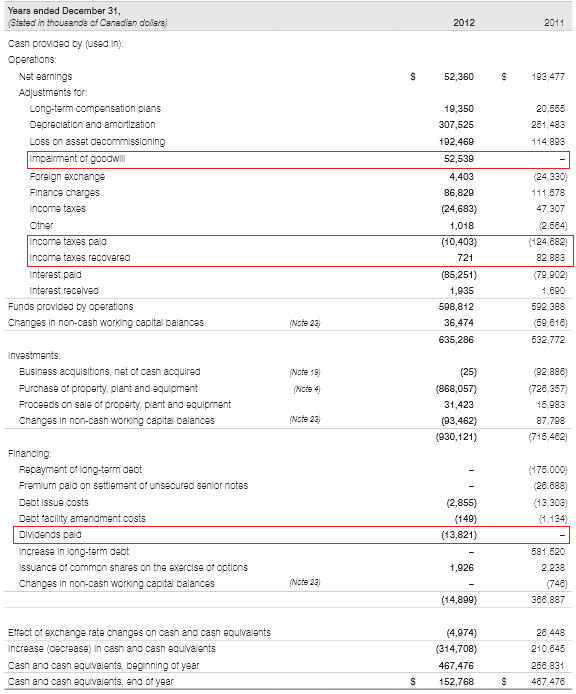 Years ended December 31,
(Stated in thousands of Canadian dollars) 2012 2011
Cash provided by (used in):
Operations:
Net earnings $ 52,360 $ 193,477
Adjustments for:
Long-term compensation plans 19,350 20,555
Depreciation and amortization 307,525 251,483
Loss on asset decommissioning 192,469 114,893
Impairment of goodwill 52,539 –
Foreign exchange 4,403 (24,330)
Finance charges 86,829 111,578
Income taxes (24,683) 47,307
Other 1,018 (2,564)
Income taxes paid (10,403) (124,682)
Income taxes recovered 721 82,883
Interest paid (85,251) (79,902)
Interest received 1,935 1,690
Funds provided by operations 598,812 592,388
Changes in non-cash working capital balances (Note 23) 36,474 (59,616)
635,286 532,772
Investments:
Business acquisitions, net of cash acquired (Note 19) (25) (92,886)
Purchase of property, plant and equipment (Note 4) (868,057) (726,357)
Proceeds on sale of property, plant and equipment 31,423 15,983
Changes in non-cash working capital balances (Note 23) (93,462) 87,798
(930,121) (715,462)
Financing:
Repayment of long-term debt – (175,000)
Premium paid on settlement of unsecured senior notes – (26,688)
Debt issue costs (2,855) (13,303)
Debt facility amendment costs (149) (1,134)
Dividends paid (13,821) –
Increase in long-term debt – 581,520
Issuance of common shares on the exercise of options 1,926 2,238
Changes in non-cash working capital balances (Note 23) – (746)
(14,899) 366,887
Effect of exchange rate changes on cash and cash equivalents (4,974) 26,448
Increase (decrease) in cash and cash equivalents (314,708) 210,645
Cash and cash equivalents, beginning of year 467,476 256,831
Cash and cash equivalents, end of year $ 152,768 $ 467,476